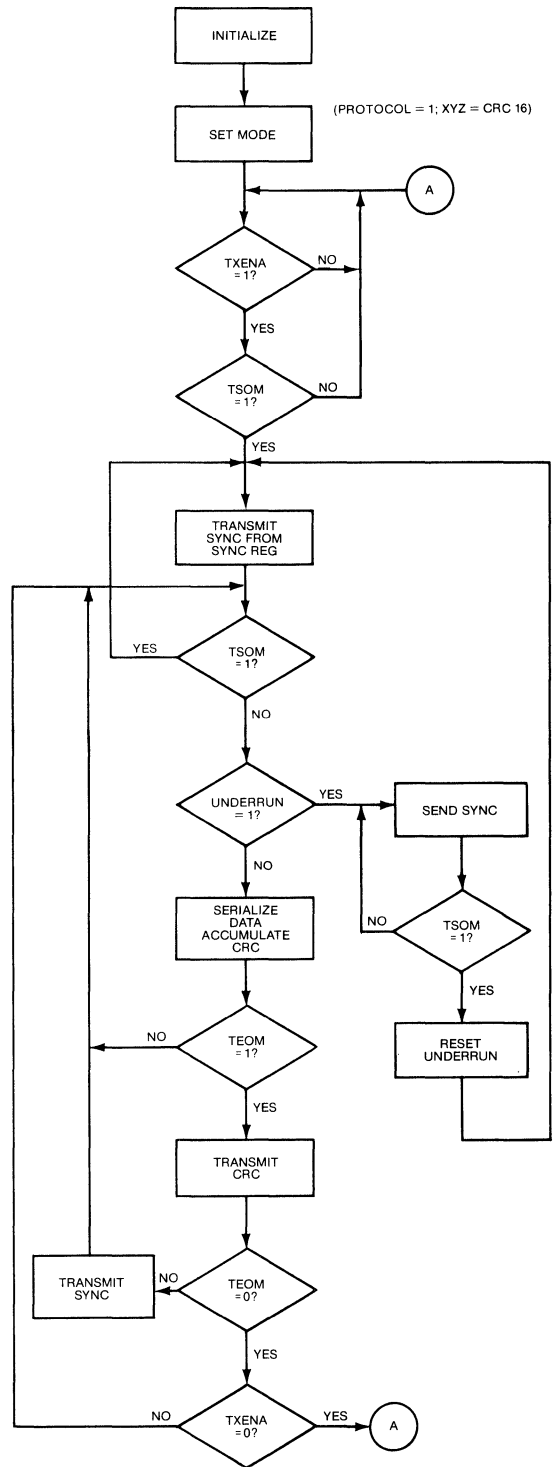 INITIALIZE
SET MODE
(PROTOCOL = 1; XYZ = CRC 16)
A
TXENA
= 1?
NO
YES
TSOM
= 1?
NO
YES
TRANSMIT
SYNC FROM
SYNC REG
YES
TSOM
= 1?
NO
UNDERRUN
= 1?
YES
SEND SYNC
NO
SERIALIZE
DATA
ACCUMULATE
CRC
NO
TSOM
= 1?
YES
NO
TEOM
= 1?
RESET
UNDERRUN
YES
TRANSMIT
CRC
TRANSMIT
SYNC
NO
TEOM
= 0?
YES
NO
TXENA
= 0?
YES
A